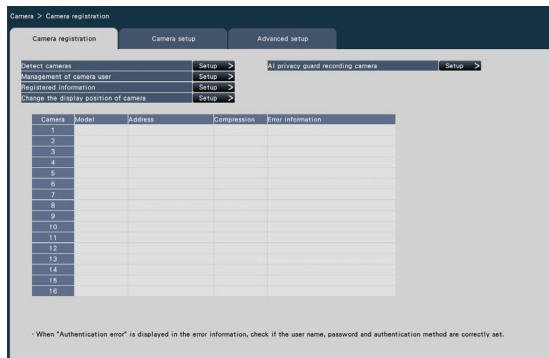 Camera > Camera registration
Camera registration Camera setup Advanced setup
Detect cameras Setup > AI privacy guard recording camera Setup >
Management of camera user Setup >
Registered information Setup >
Change the display position of camera Setup >
Camera Model Address Compression Error information
1
2
3
4
5
6
7
8
9
10
11
12
13
14
15
16
· When "Authentication error" is displayed in the error information, check if the user name, password and authentication method are correctly set.